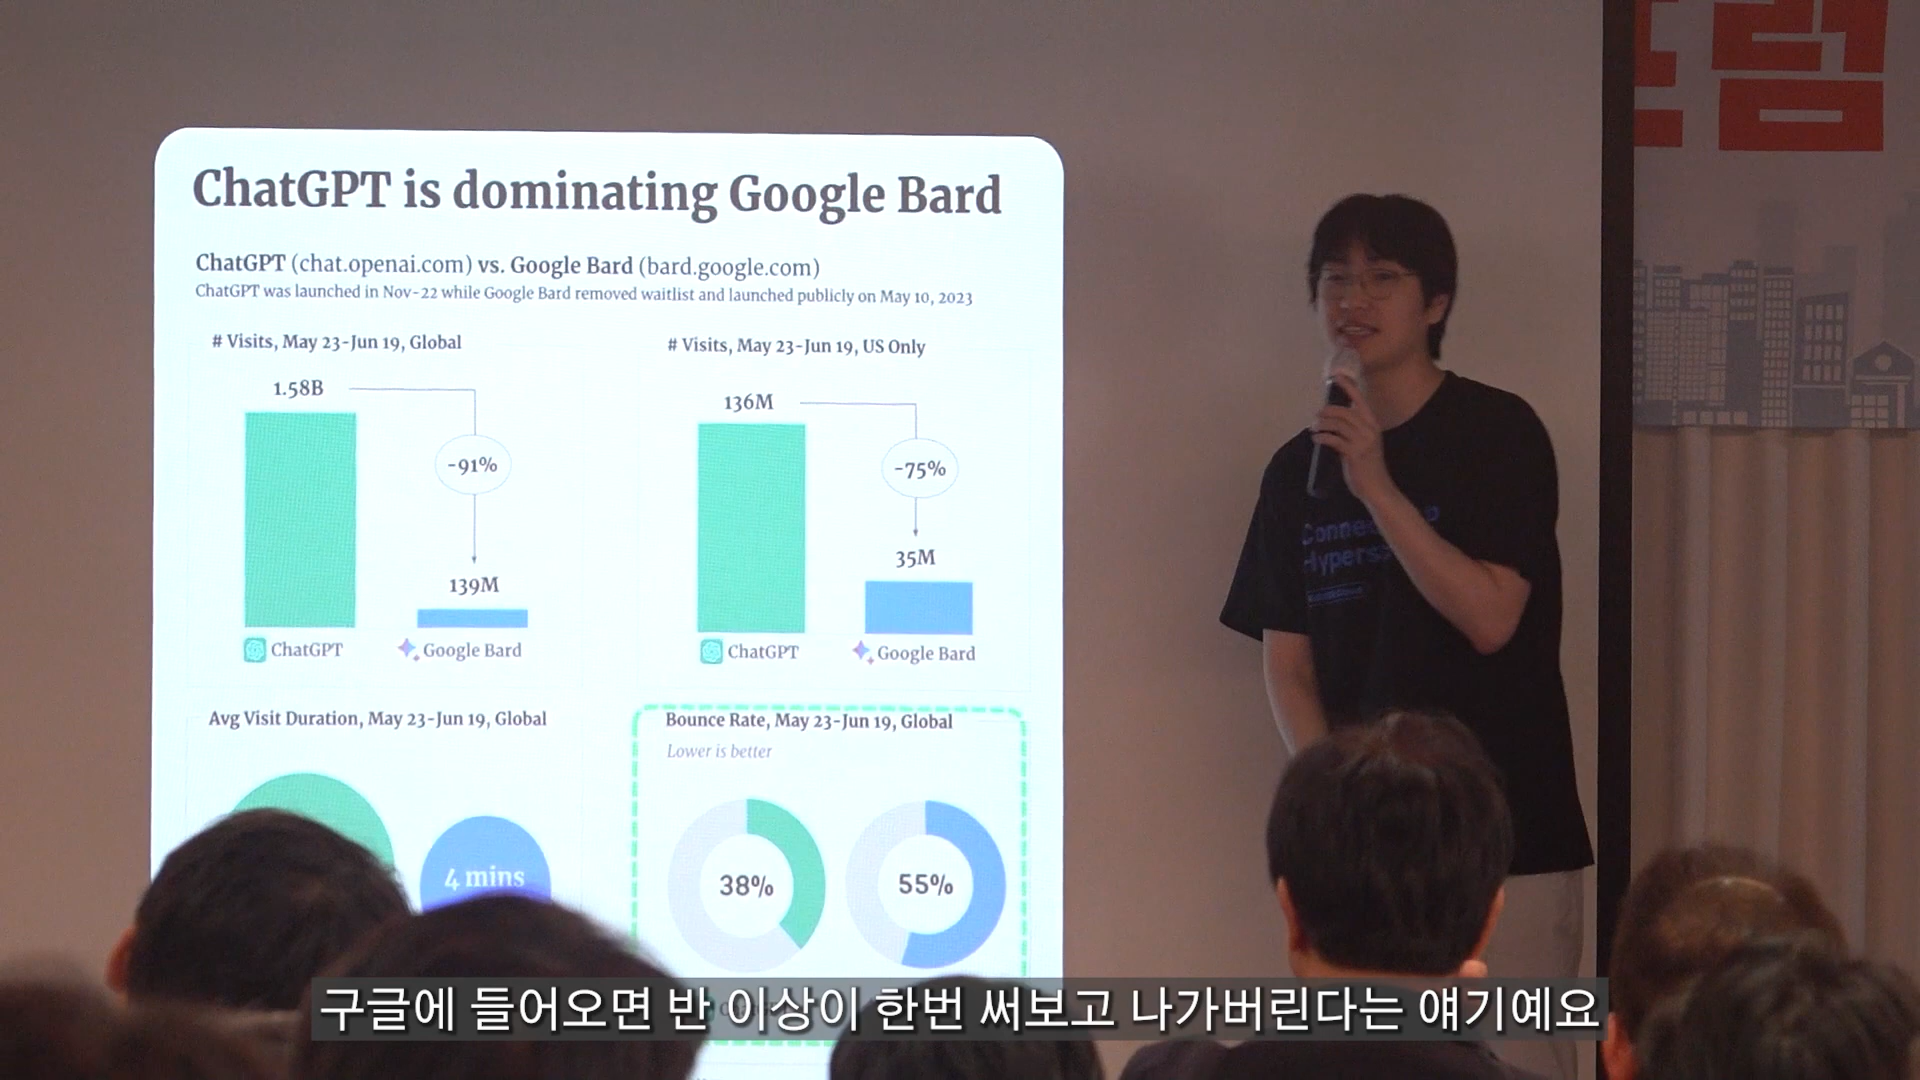 ChatGPT is dominating Google Bard
ChatGPT (chat.openai.com) vs. Google Bard (bard.google.com)
ChatGPT was launched in Nov-22 while Google Bard removed waitlist and launched publicly on May 10, 2023
# Visits, May 23-Jun 19, Global
1.58B
-91%
139M
ChatGPT
Google Bard
# Visits, May 23-Jun 19, US Only
136M
-75%
35M
ChatGPT
Google Bard
Avg Visit Duration, May 23-Jun 19, Global
4 mins
Bounce Rate, May 23-Jun 19, Global
Lower is better
38%
55%
구글에 들어오면 반 이상이 한번 써보고 나가버린다는 얘기예요